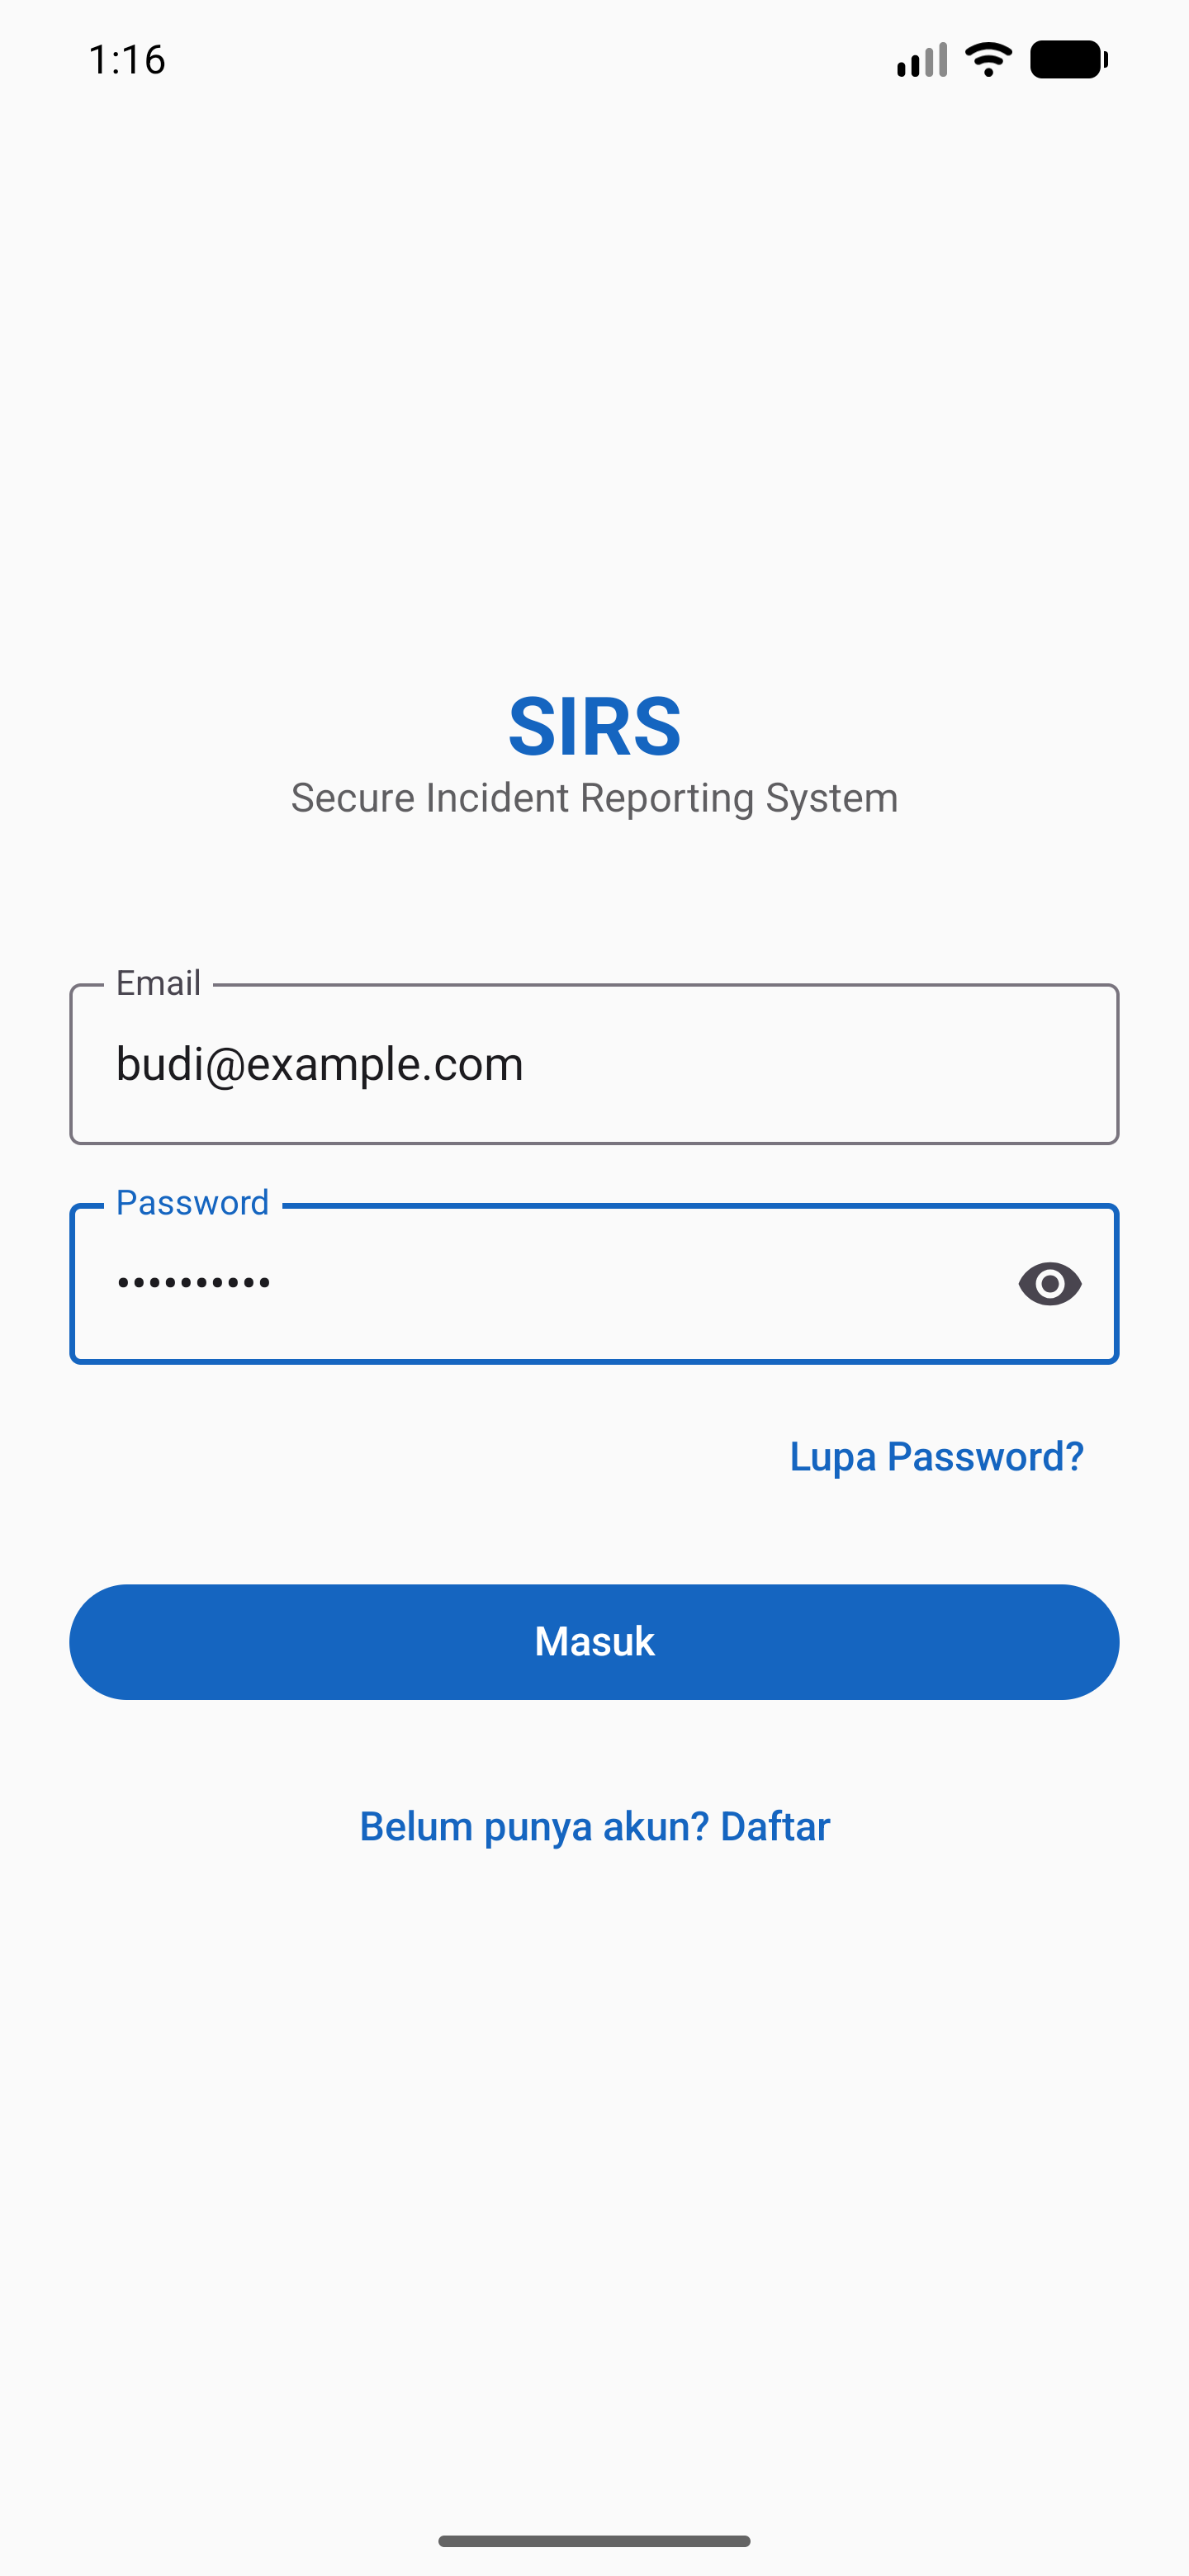 1:16
SIRS
Secure Incident Reporting System
Email
budi@example.com
Password
••••••••••
Lupa Password?
Masuk
Belum punya akun? Daftar